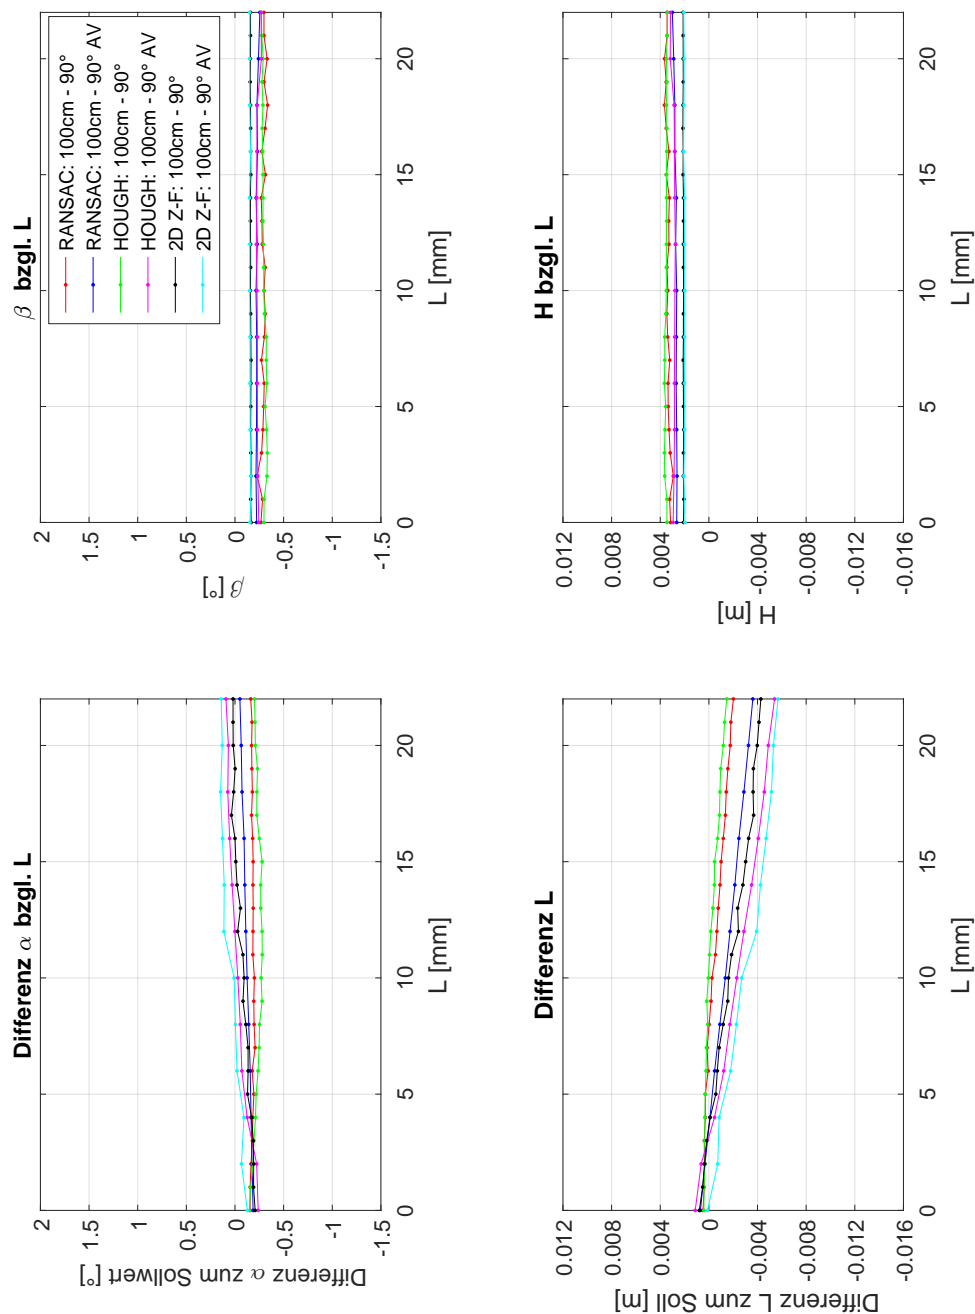 Differenz α bzgl. L
2
1.5
1
0.5
0
-0.5
-1
-1.5
Differenz α zum Sollwert [°]
0
5
10
15
20
L [mm]
β bzgl. L
2
1.5
1
0.5
0
-0.5
-1
-1.5
β [°]
0
5
10
15
20
L [mm]
RANSAC: 100cm - 90°
RANSAC: 100cm - 90° AV
HOUGH: 100cm - 90°
HOUGH: 100cm - 90° AV
2D Z-F: 100cm - 90°
2D Z-F: 100cm - 90° AV
Differenz L
0.012
0.008
0.004
0
-0.004
-0.008
-0.012
-0.016
Differenz L zum Soll [m]
0
5
10
15
20
L [mm]
H bzgl. L
0.012
0.008
0.004
0
-0.004
-0.008
-0.012
-0.016
H [m]
0
5
10
15
20
L [mm]